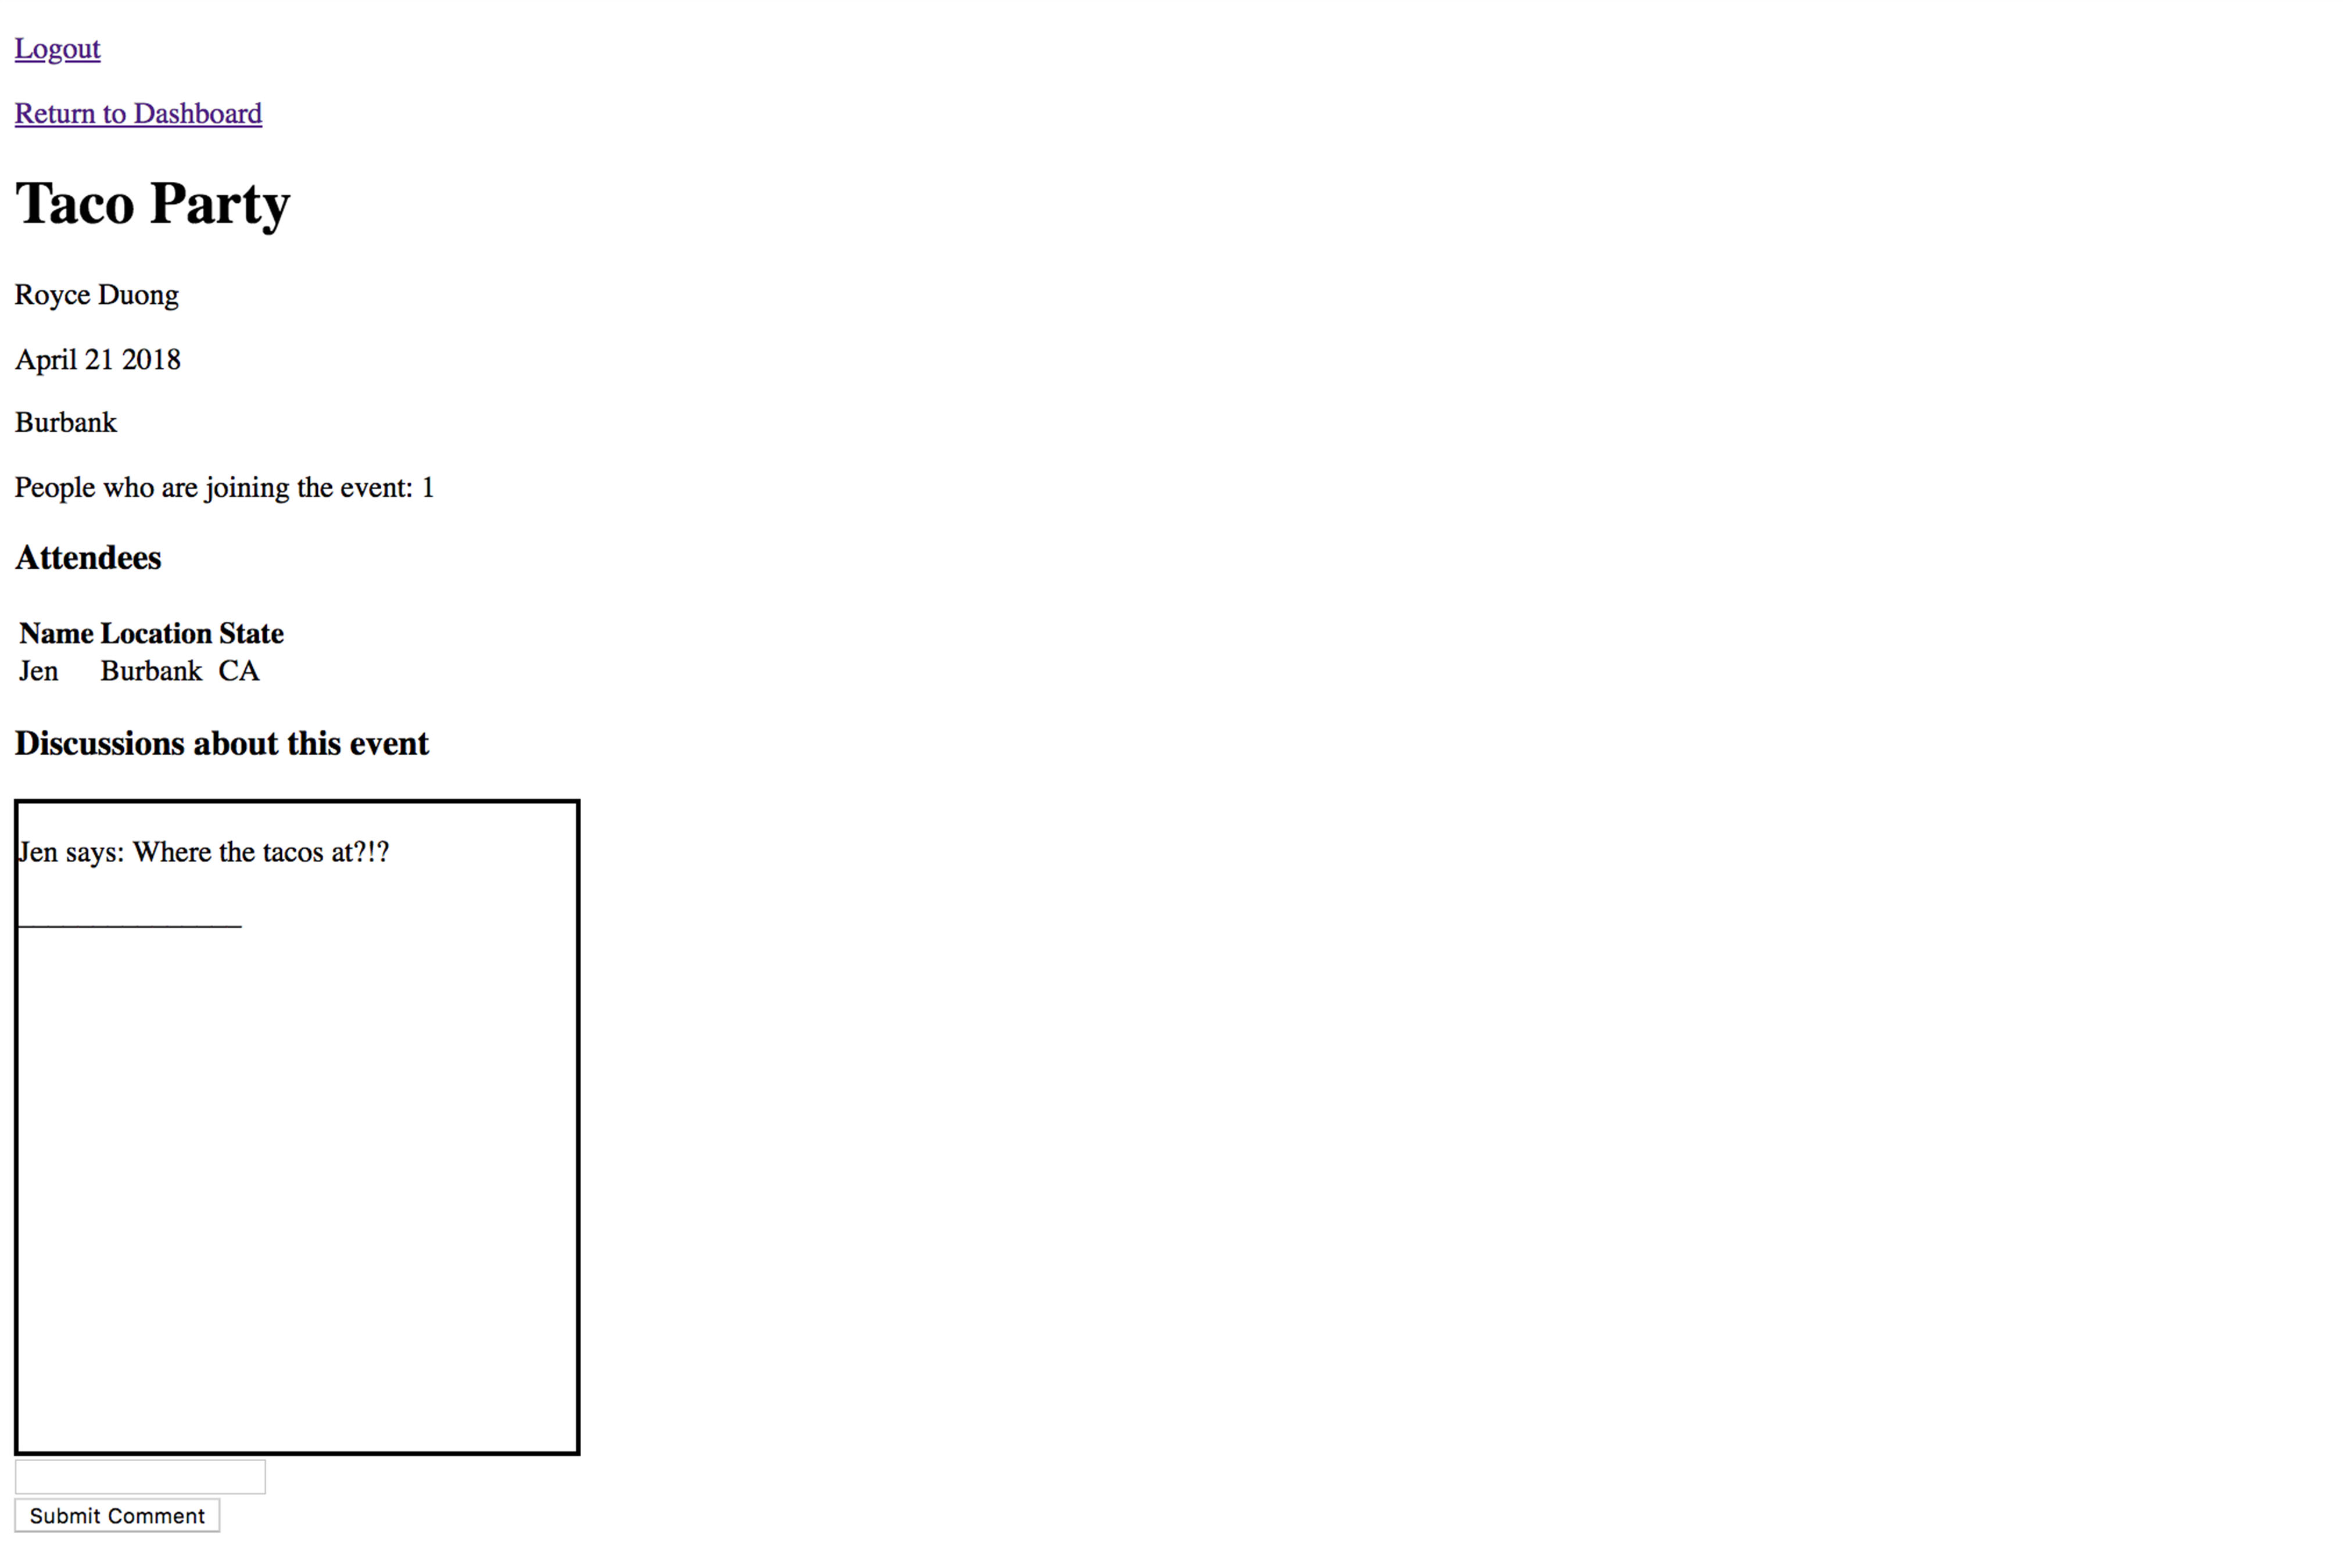 Logout
Return to Dashboard
Taco Party
Royce Duong
April 21 2018
Burbank
People who are joining the event: 1
Attendees
Name Location State
Jen Burbank CA
Discussions about this event
Jen says: Where the tacos at?!?
_______________
Submit Comment